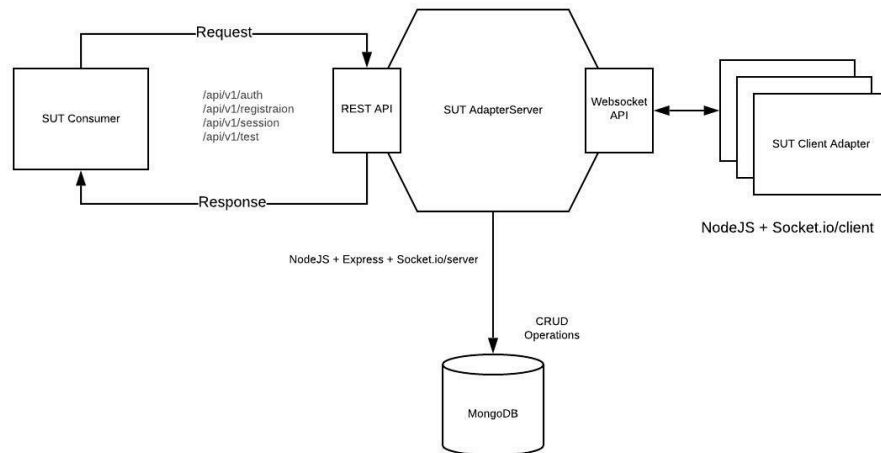 Request
/api/v1/auth
/api/v1/registraion
/api/v1/session
/api/v1/test
SUT Consumer
REST API
SUT AdapterServer
Websocket
API
SUT Client Adapter
Response
NodeJS + Socket.io/client
NodeJS + Express + Socket.io/server
CRUD
Operations
MongoDB